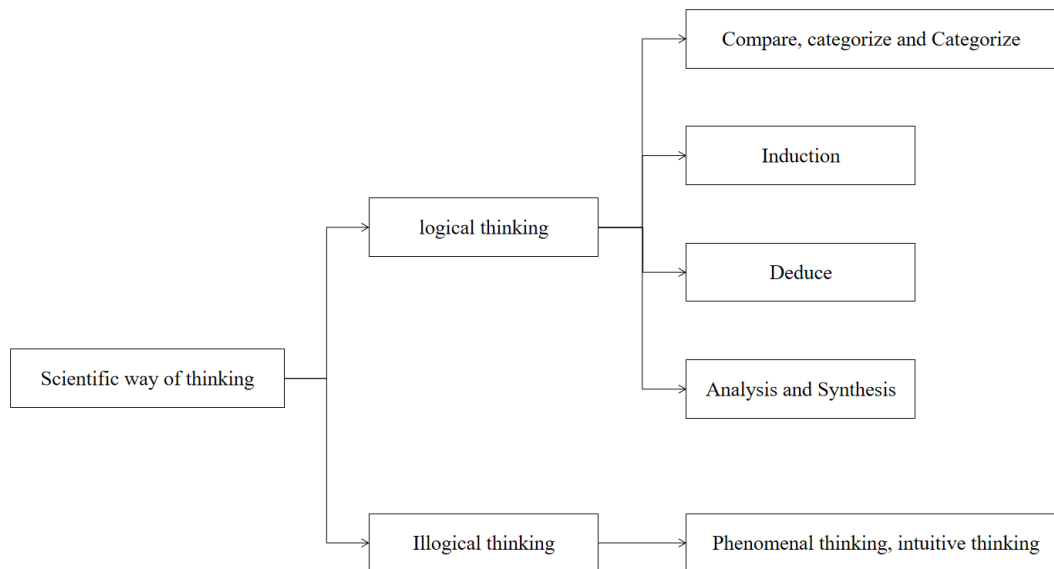 Compare, categorize and Categorize
Induction
logical thinking
Deduce
Scientific way of thinking
Analysis and Synthesis
Illogical thinking
Phenomenal thinking, intuitive thinking